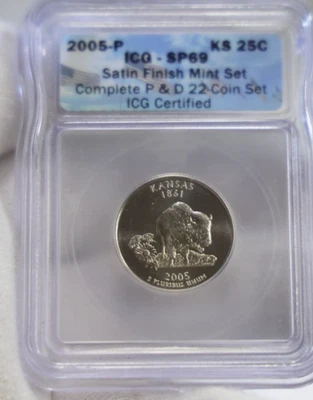 2005-P KS 25C
ICG - SP69
Satin Finish Mint Set
Complete P & D 22 Coin Set
ICG Certified
KANSAS
1861
2005
E PLURIBUS UNUM